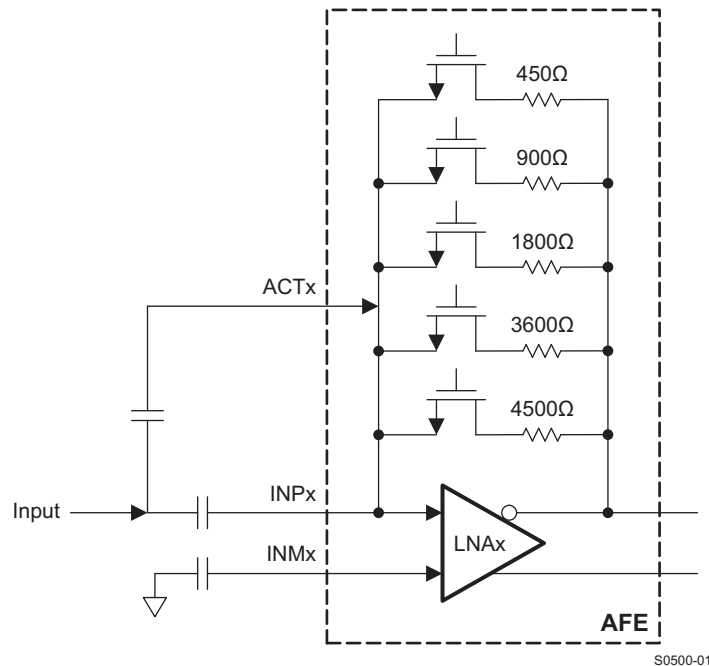 450Ω
900Ω
1800Ω
ACTx
3600Ω
4500Ω
Input
INPx
LNAx
INMx
AFE
S0500-01